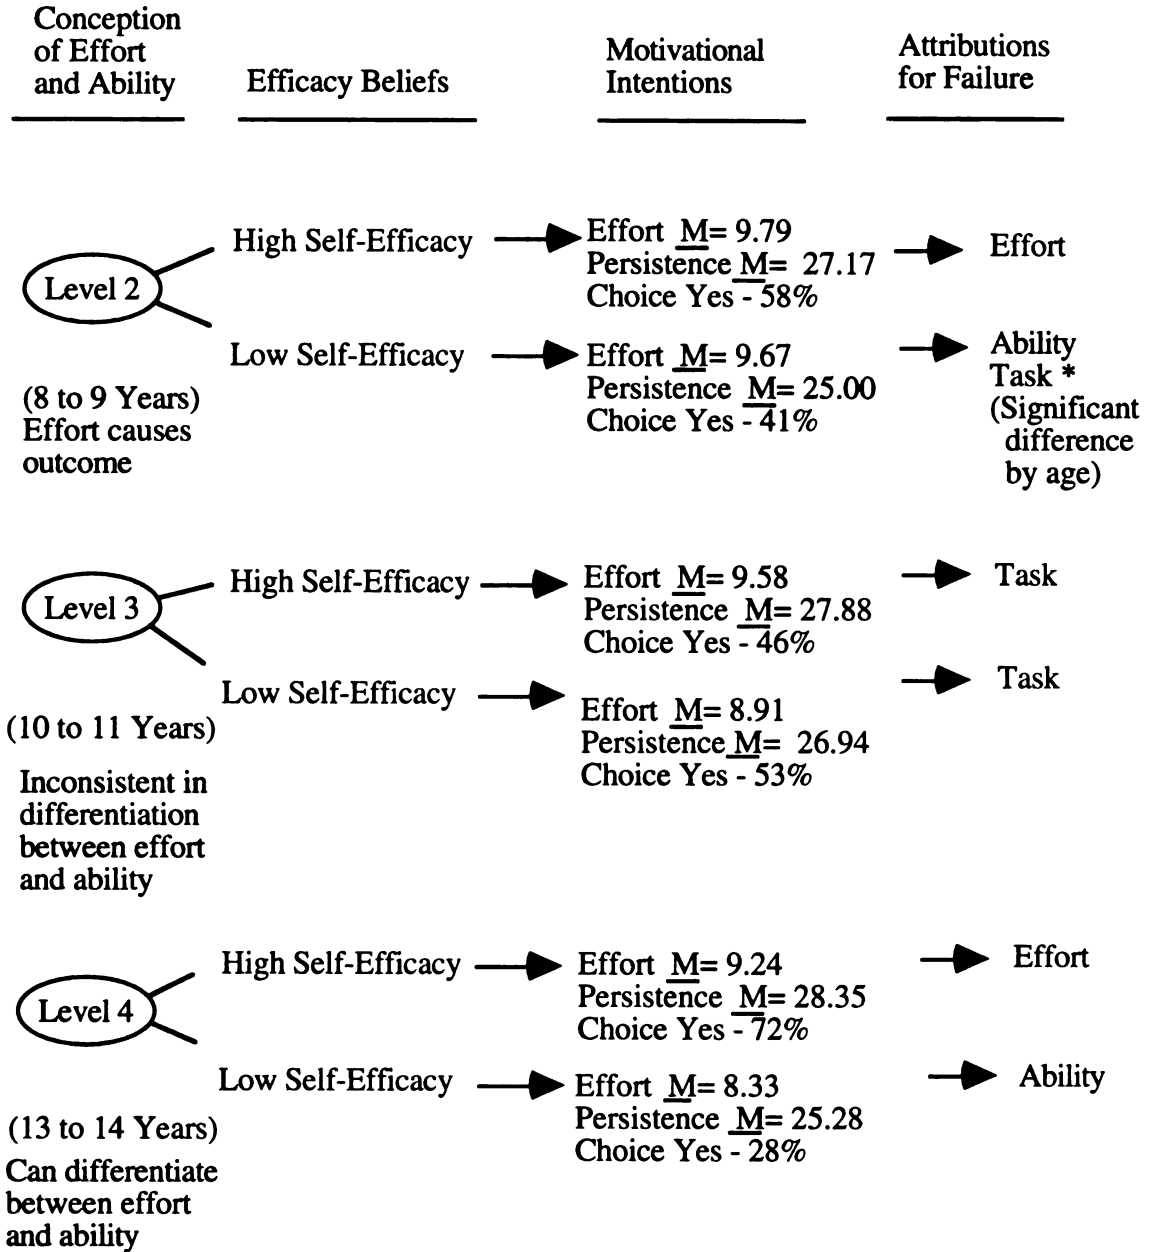 Conception
of Effort
and Ability
Efficacy Beliefs
Motivational
Intentions
Attributions
for Failure
Level 2
(8 to 9 Years)
Effort causes
outcome
High Self-Efficacy
Effort M= 9.79
Persistence M= 27.17
Choice Yes - 58%
Effort
Low Self-Efficacy
Effort M= 9.67
Persistence M= 25.00
Choice Yes - 41%
Ability
Task *
(Significant
difference
by age)
Level 3
(10 to 11 Years)
Inconsistent in
differentiation
between effort
and ability
High Self-Efficacy
Effort M= 9.58
Persistence M= 27.88
Choice Yes - 46%
Task
Low Self-Efficacy
Effort M= 8.91
Persistence M= 26.94
Choice Yes - 53%
Task
Level 4
(13 to 14 Years)
Can differentiate
between effort
and ability
High Self-Efficacy
Effort M= 9.24
Persistence M= 28.35
Choice Yes - 72%
Effort
Low Self-Efficacy
Effort M= 8.33
Persistence M= 25.28
Choice Yes - 28%
Ability